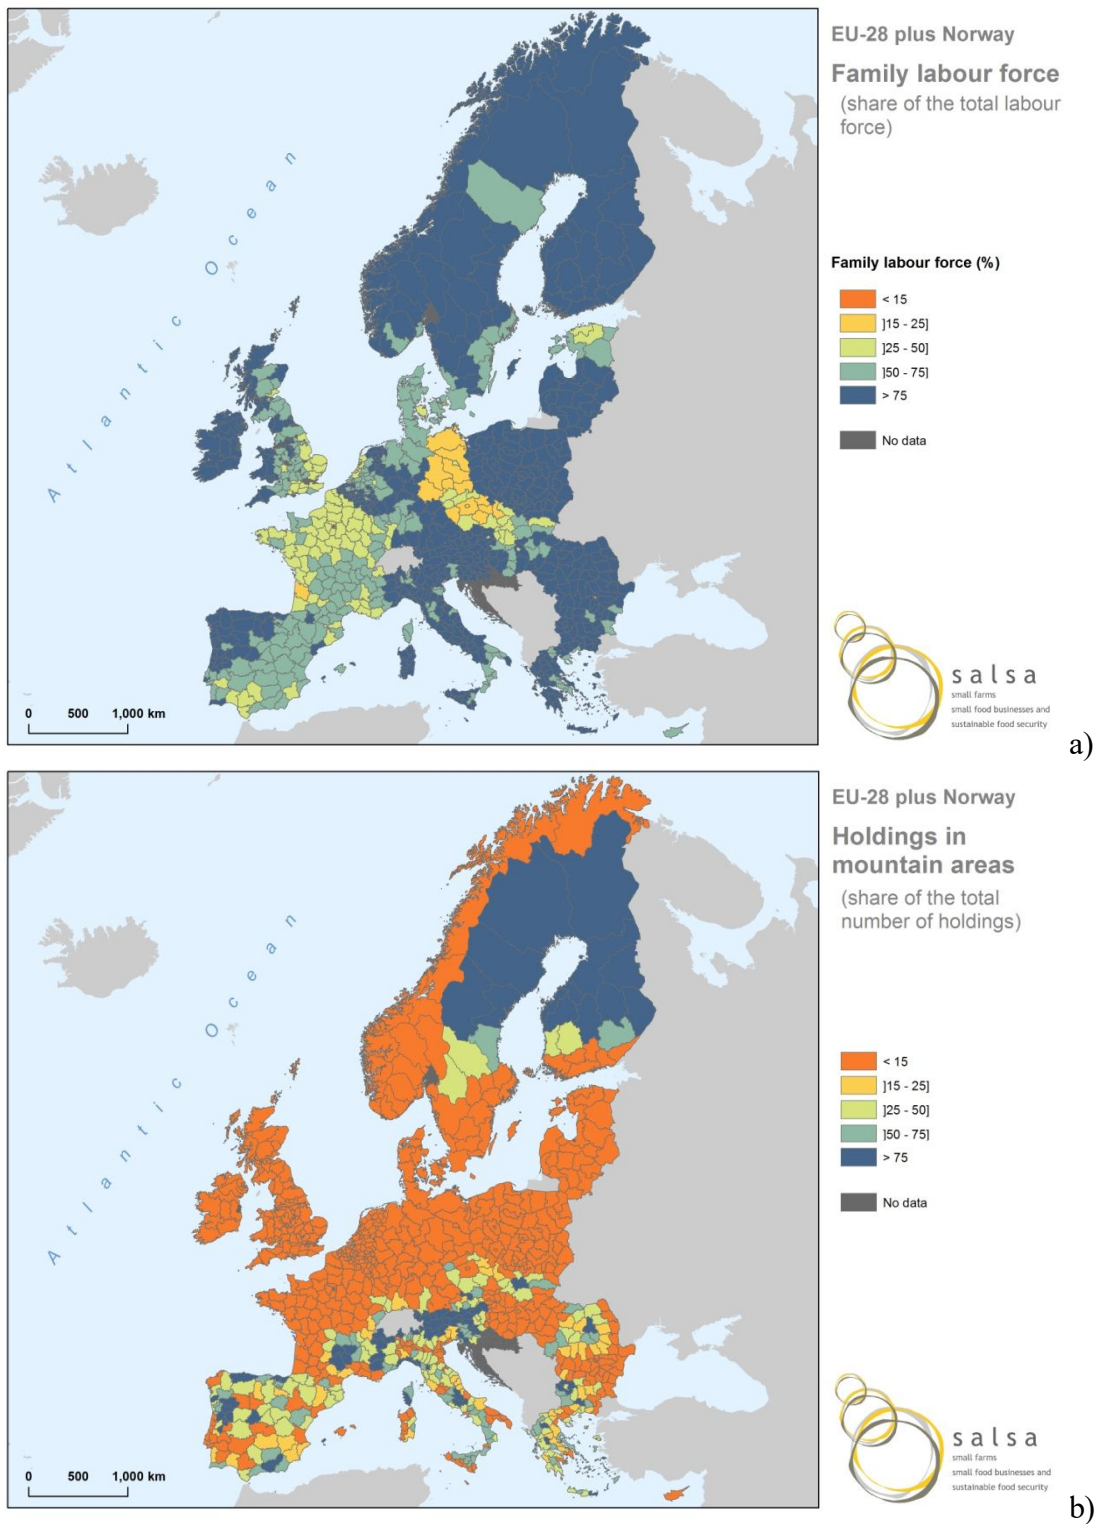 EU-28 plus Norway
Family labour force
(share of the total labour
force)
Atlantic Ocean
Family labour force (%)
< 15
]15 - 25]
]25 - 50]
]50 - 75]
> 75
No data
0 500 1,000 km
salsa
small farms
small food businesses and
sustainable food security
a)
EU-28 plus Norway
Holdings in
mountain areas
(share of the total
number of holdings)
Atlantic Ocean
< 15
]15 - 25]
]25 - 50]
]50 - 75]
> 75
No data
0 500 1,000 km
salsa
small farms
small food businesses and
sustainable food security
b)